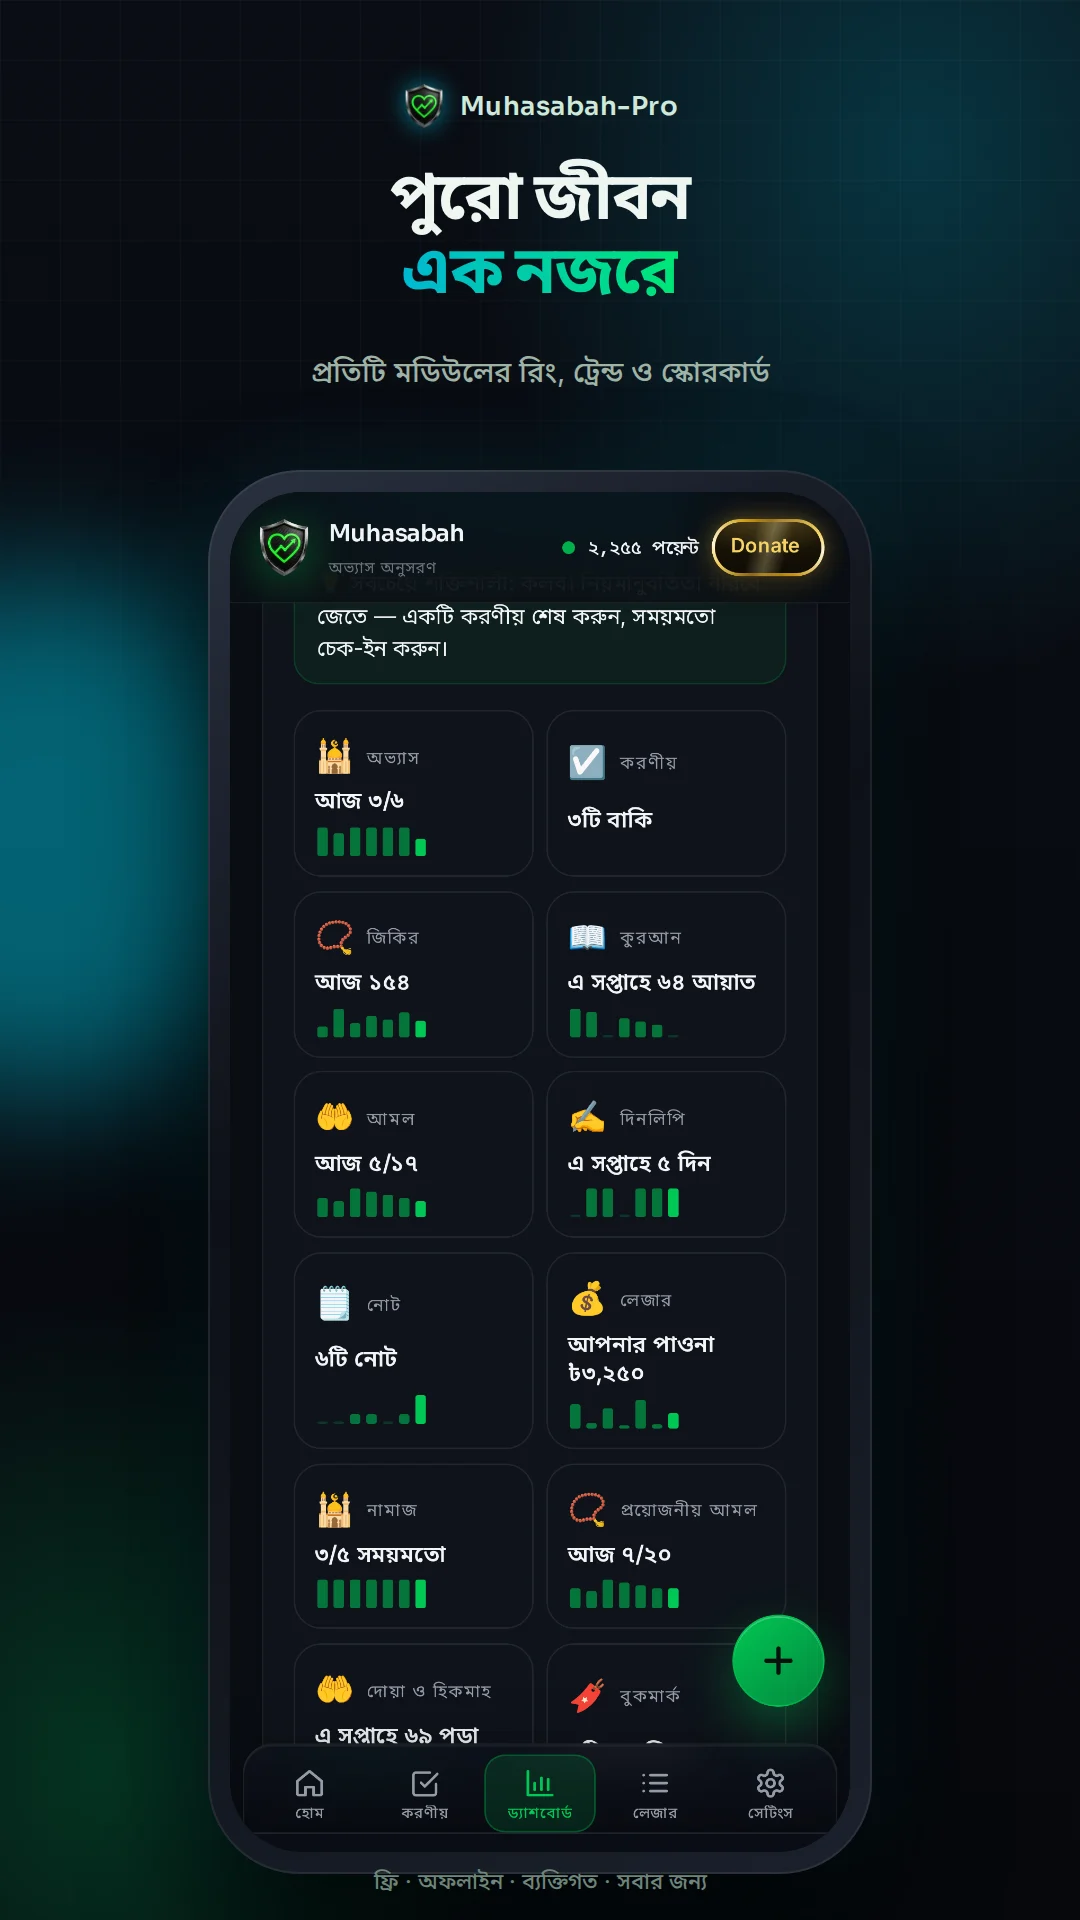 Muhasabah-Pro
পুরো জীবন
এক নজরে
প্রতিটি মডিউলের রিং, ট্রেন্ড ও স্কোরকার্ড
Muhasabah
অভ্যাস অনুসরণ
২,২৫৫ পয়েন্ট
Donate
জেতে — একটি করণীয় শেষ করুন, সময়মতো
চেক-ইন করুন।
অভ্যাস
আজ ৩/৬
করণীয়
৩টি বাকি
জিকির
আজ ১৫৪
কুরআন
এ সপ্তাহে ৬৪ আয়াত
আমল
আজ ৫/১৭
দিনলিপি
এ সপ্তাহে ৫ দিন
নোট
৬টি নোট
লেজার
আপনার পাওনা
৳৩,২৫০
নামাজ
৩/৫ সময়মতো
প্রয়োজনীয় আমল
আজ ৭/২০
দোয়া ও হিকমাহ
এ সপ্তাহে ৬৯ পড়া
বুকমার্ক
হোম
করণীয়
ড্যাশবোর্ড
লেজার
সেটিংস
ফ্রি · অফলাইন · ব্যক্তিগত · সবার জন্য